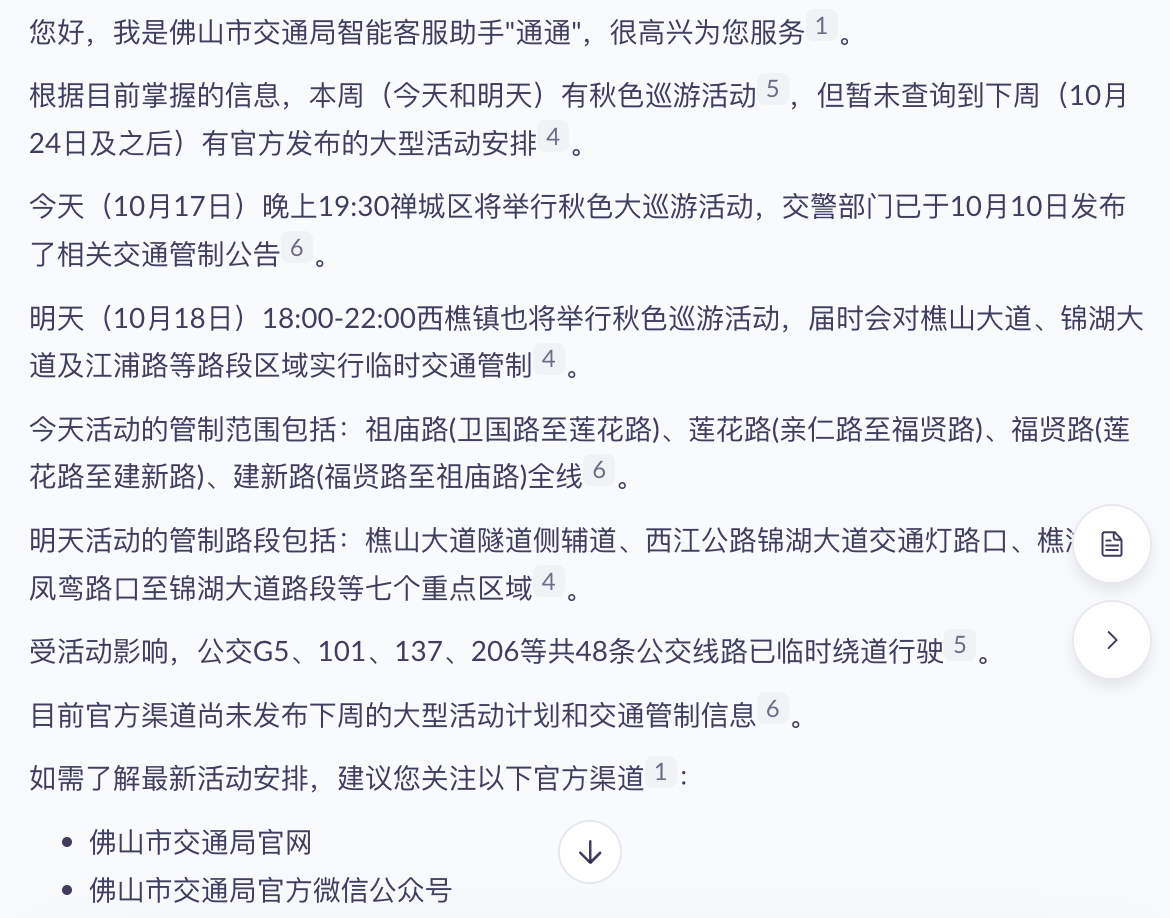 您好，我是佛山市交通局智能客服助手"通通"，很高兴为您服务 1 。
根据目前掌握的信息，本周（今天和明天）有秋色巡游活动 5 ，但暂未查询到下周（10月
24日及之后）有官方发布的大型活动安排 4 。
今天（10月17日）晚上19:30禅城区将举行秋色大巡游活动，交警部门已于10月10日发布
了相关交通管制公告 6 。
明天（10月18日）18:00-22:00西樵镇也将举行秋色巡游活动，届时会对樵山大道、锦湖大
道及江浦路等路段区域实行临时交通管制 4 。
今天活动的管制范围包括：祖庙路(卫国路至莲花路)、莲花路(亲仁路至福贤路)、福贤路(莲
花路至建新路)、建新路(福贤路至祖庙路)全线 6 。
明天活动的管制路段包括：樵山大道隧道侧辅道、西江公路锦湖大道交通灯路口、樵
凤鸾路口至锦湖大道路段等七个重点区域 4 。
受活动影响，公交G5、101、137、206等共48条公交线路已临时绕道行驶 5 。
目前官方渠道尚未发布下周的大型活动计划和交通管制信息 6 。
如需了解最新活动安排，建议您关注以下官方渠道 1 ：
• 佛山市交通局官网
• 佛山市交通局官方微信公众号